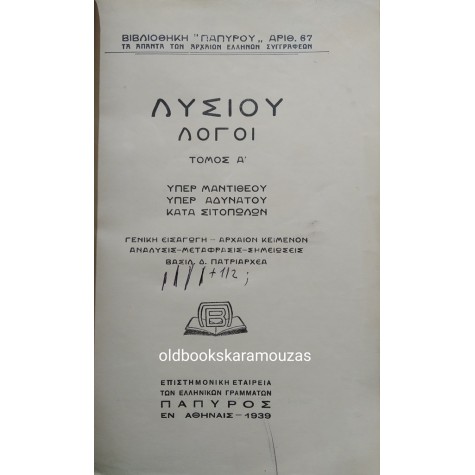 ΒΙΒΛΙΟΘΗΚΗ "ΠΑΠΥΡΟΥ„ ΑΡΙΘ. 67
ΤΑ ΑΠΑΝΤΑ ΤΩΝ ΑΡΧΑΙΩΝ ΕΛΛΗΝΩΝ ΣΥΓΓΡΑΦΕΩΝ
ΛΥΣΙΟΥ
ΛΟΓΟΙ
ΤΟΜΟΣ Α'
ΥΠΕΡ ΜΑΝΤΙΘΕΟΥ
ΥΠΕΡ ΑΔΥΝΑΤΟΥ
ΚΑΤΑ ΣΙΤΟΠΩΛΩΝ
ΓΕΝΙΚΗ ΕΙΣΑΓΩΓΗ – ΑΡΧΑΙΟΝ ΚΕΙΜΕΝΟΝ
ΑΝΑΛΥΣΙΣ–ΜΕΤΑΦΡΑΣΙΣ–ΣΗΜΕΙΩΣΕΙΣ
ΒΑΣΙΛ. Δ. ΠΑΤΡΙΑΡΧΕΑ
+1/2 ;
oldbookskaramouzas
ΕΠΙΣΤΗΜΟΝΙΚΗ ΕΤΑΙΡΕΙΑ
ΤΩΝ ΕΛΛΗΝΙΚΩΝ ΓΡΑΜΜΑΤΩΝ
ΠΑΠΥΡΟΣ
ΕΝ ΑΘΗΝΑΙΣ – 1939